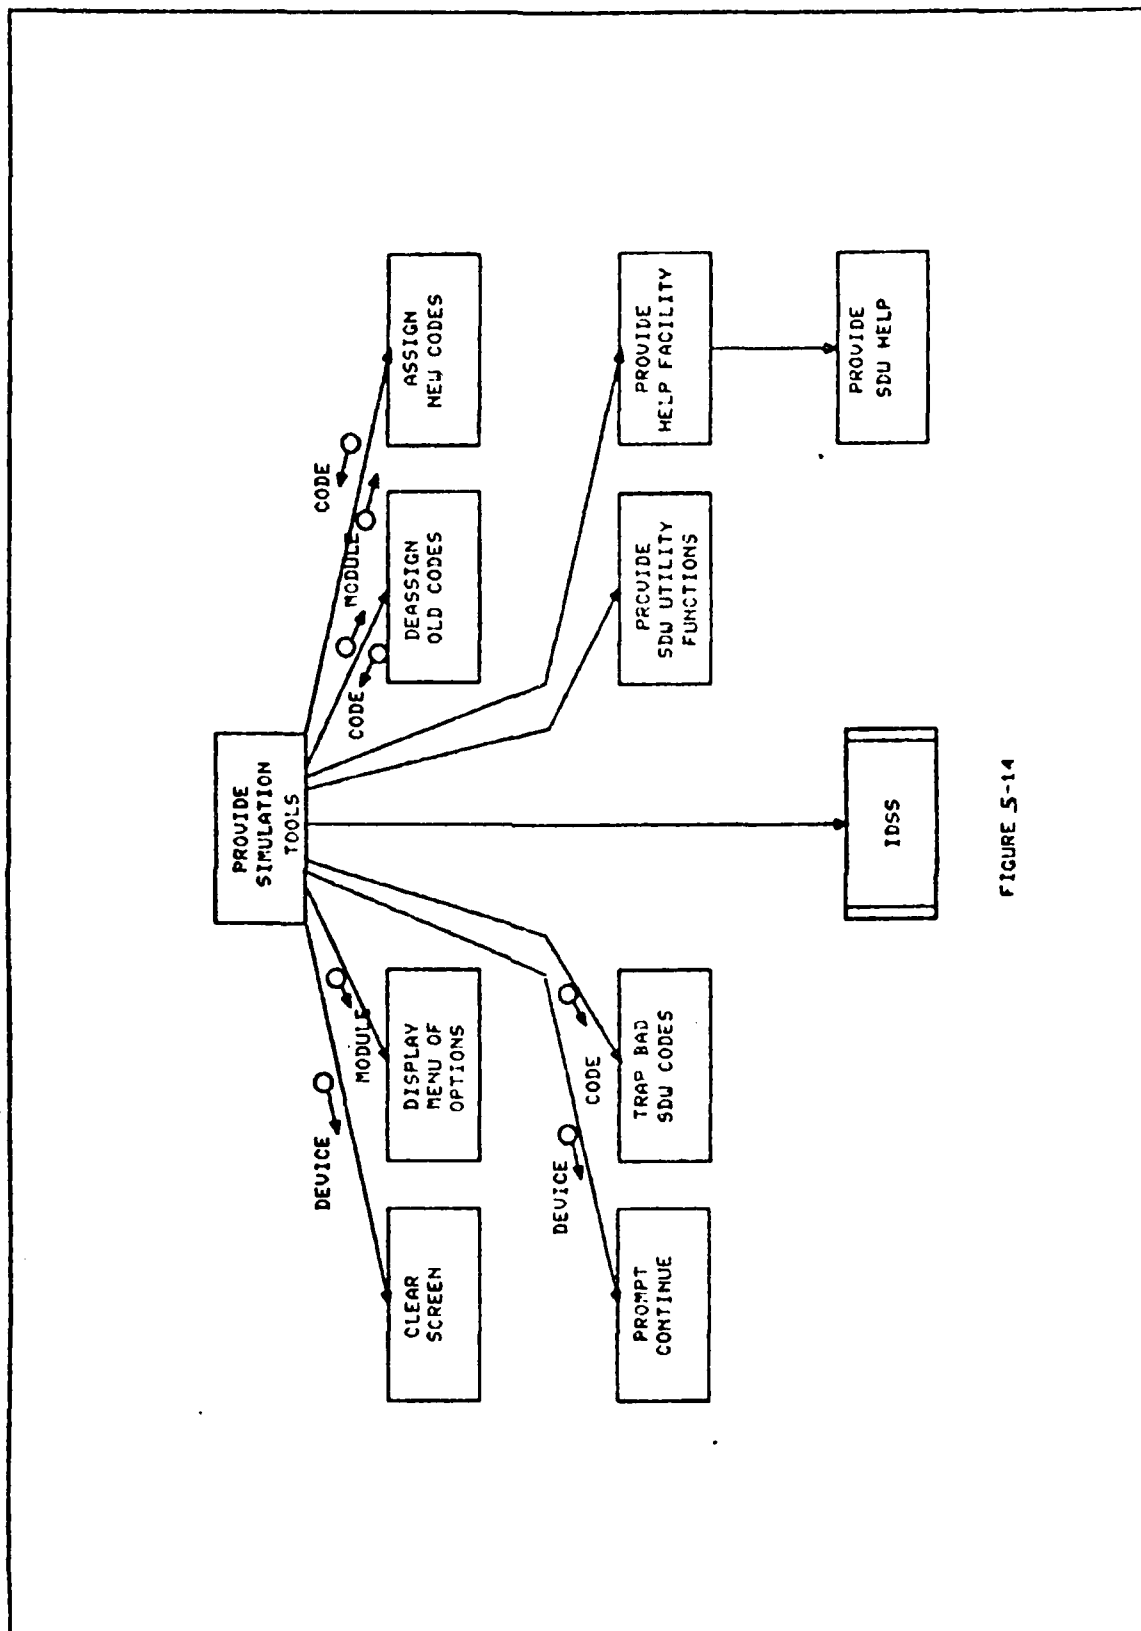 PROVIDE
SIMULATION
TOOLS
DEVICE
MODULE
CODE
MODULE
CODE
CLEAR
SCREEN
DISPLAY
MENU OF
OPTIONS
DEASSIGN
OLD CODES
ASSIGN
NEW CODES
DEVICE
CODE
PROMPT
CONTINUE
TRAP BAD
SDW CODES
PROVIDE
SDW UTILITY
FUNCTIONS
PROVIDE
HELP FACILITY
IDSS
PROVIDE
SDW HELP
FIGURE 5-14